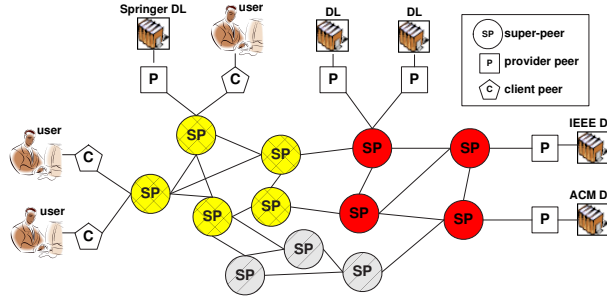 Springer DL
user
DL
DL
SP super-peer
P provider peer
C client peer
P
C
P
P
user
C
SP
SP
SP
SP
P
IEEE D
SP
user
C
SP
SP
SP
SP
P
ACM D
SP
SP
SP